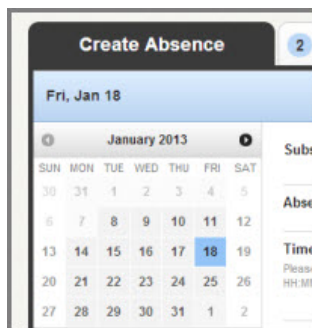 Create Absence 2
Fri, Jan 18
January 2013
SUN MON TUE WED THU FRI SAT
30 31 1 2 3 4 5
6 7 8 9 10 11 12
13 14 15 16 17 18 19
20 21 22 23 24 25 26
27 28 29 30 31 1 2
Subs
Abse
Time
Please
HH:MM